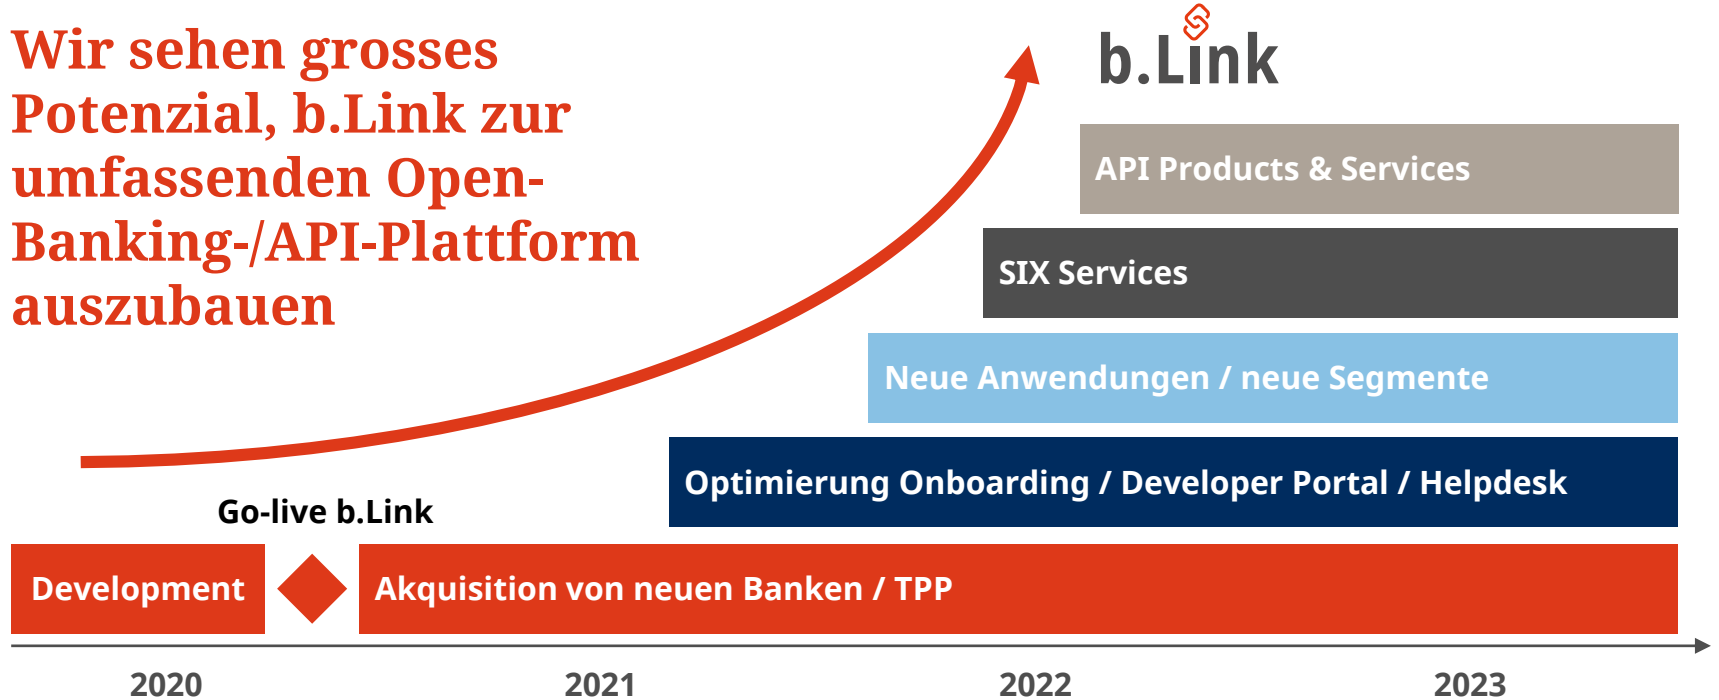 Wir sehen grosses
Potenzial, b.Link zur
umfassenden Open-
Banking-/API-Plattform
auszubauen
b.Link
API Products & Services
SIX Services
Neue Anwendungen / neue Segmente
Optimierung Onboarding / Developer Portal / Helpdesk
Go-live b.Link
Development
Akquisition von neuen Banken / TPP
2020
2021
2022
2023